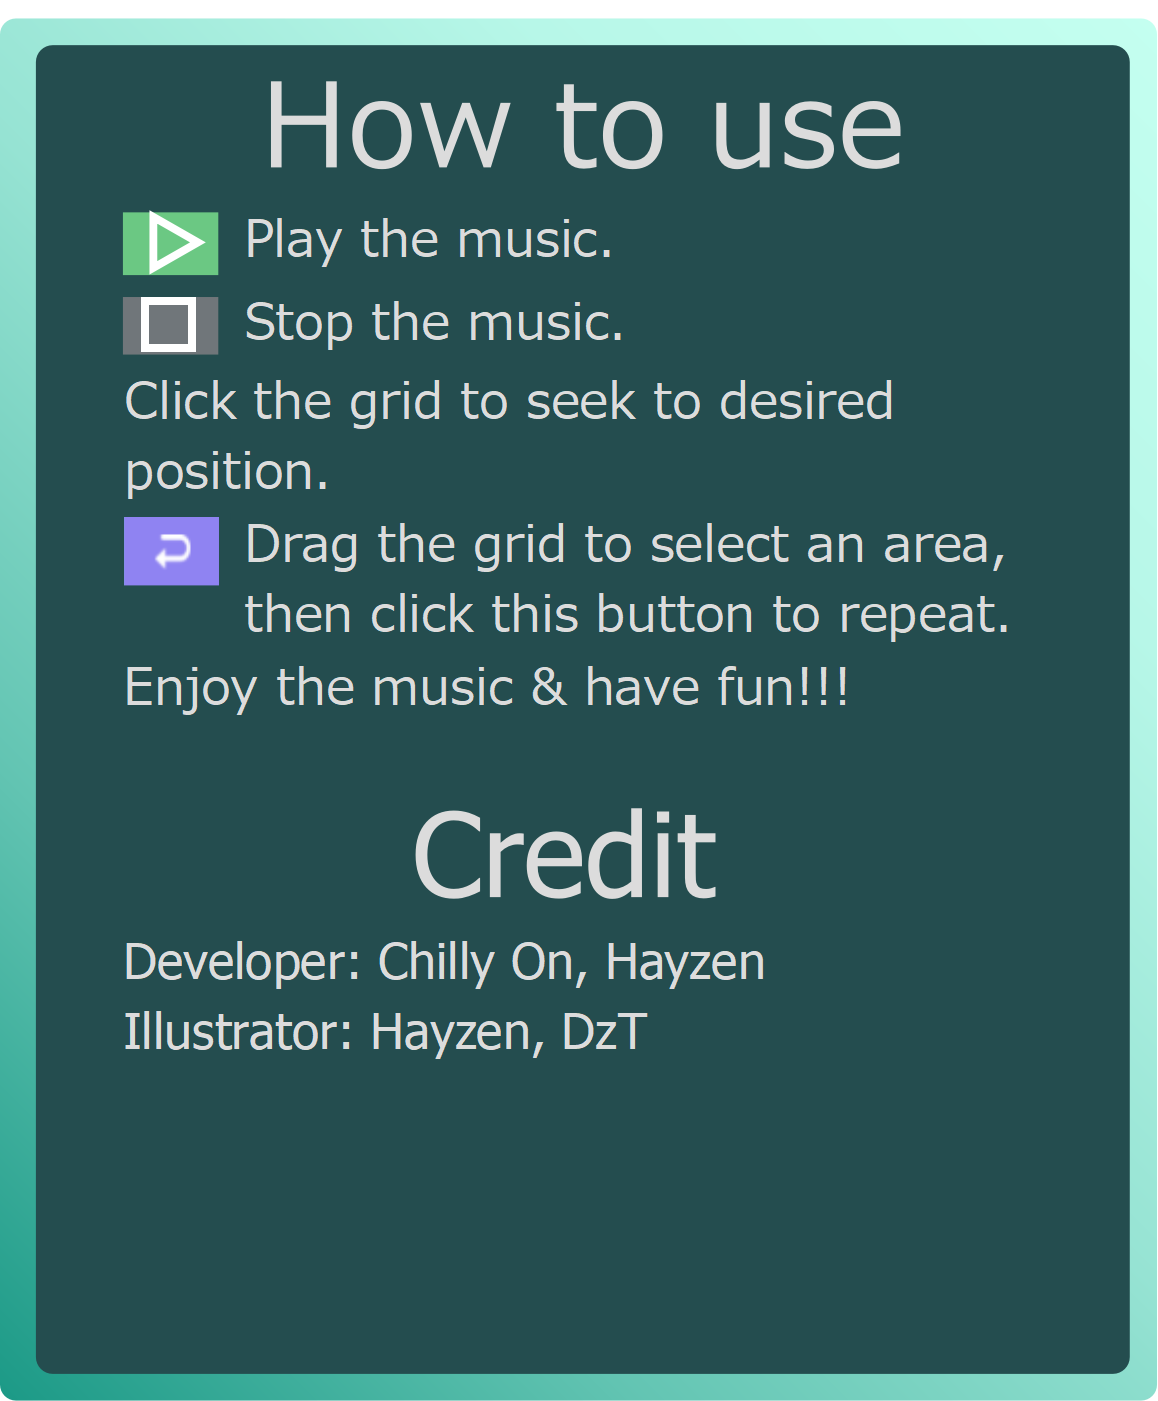 How to use
Play the music.
Stop the music.
Click the grid to seek to desired
position.
Drag the grid to select an area,
then click this button to repeat.
Enjoy the music & have fun!!!
Credit
Developer: Chilly On, Hayzen
Illustrator: Hayzen, DzT